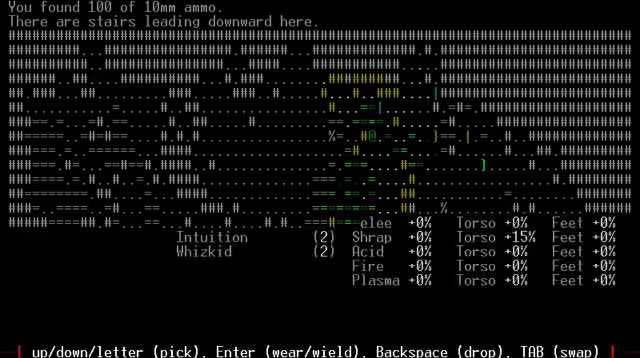 You found 100 of 10mm ammo.
There are stairs leading downward here.
elee +0% Torso +0% Feet +0%
Intuition (2) Shrap +0% Torso +15% Feet +0%
Whizkid (2) Acid +0% Torso +0% Feet +0%
Fire +0% Torso +0% Feet +0%
Plasma +0% Torso +0% Feet +0%
[ up/down/letter (pick), Enter (wear/wield), Backspace (drop), TAB (swap) ]